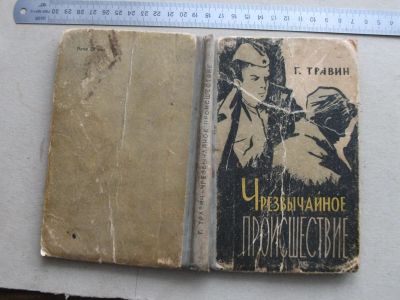 Г. ТРАВИН
ЧРЕЗВЫЧАЙНОЕ
ПРОИСШЕСТВИЕ
Г. ТРАВИН • ЧРЕЗВЫЧАЙНОЕ ПРОИСШЕСТВИЕ